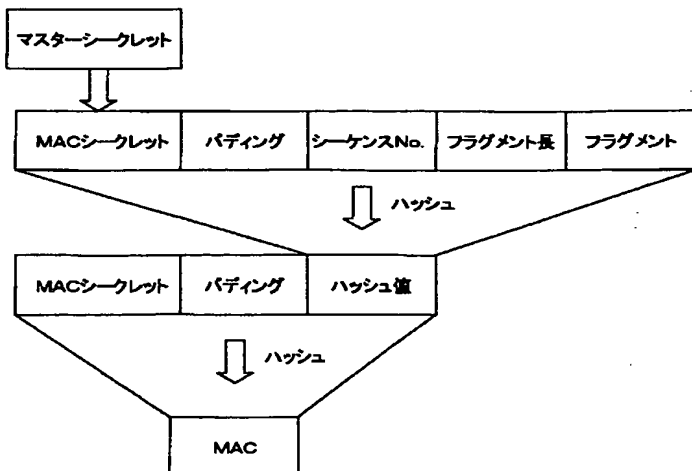 マスターシークレット
MACシークレット パディング シーケンスNo. フラグメント長 フラグメント
ハッシュ
MACシークレット パディング ハッシュ値
ハッシュ
MAC